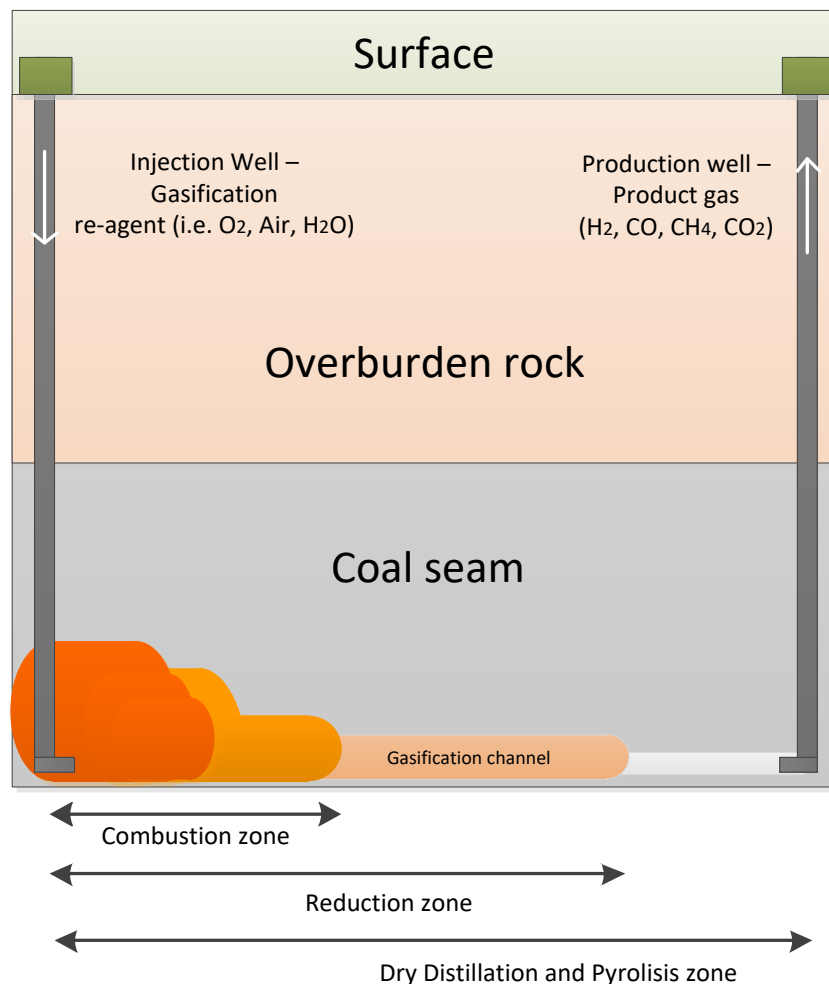 Surface
Injection Well –
Gasification
re-agent (i.e. O2, Air, H2O)
Production well –
Product gas
(H2, CO, CH4, CO2)
Overburden rock
Coal seam
Gasification channel
Combustion zone
Reduction zone
Dry Distillation and Pyrolisis zone